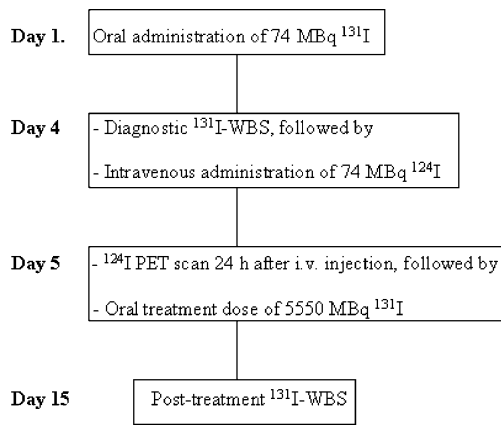 Day 1. Oral administration of 74 MBq ¹³¹I
Day 4 - Diagnostic ¹³¹I-WBS, followed by
- Intravenous administration of 74 MBq ¹²⁴I
Day 5 - ¹²⁴I PET scan 24 h after i.v. injection, followed by
- Oral treatment dose of 5550 MBq ¹³¹I
Day 15 Post-treatment ¹³¹I-WBS